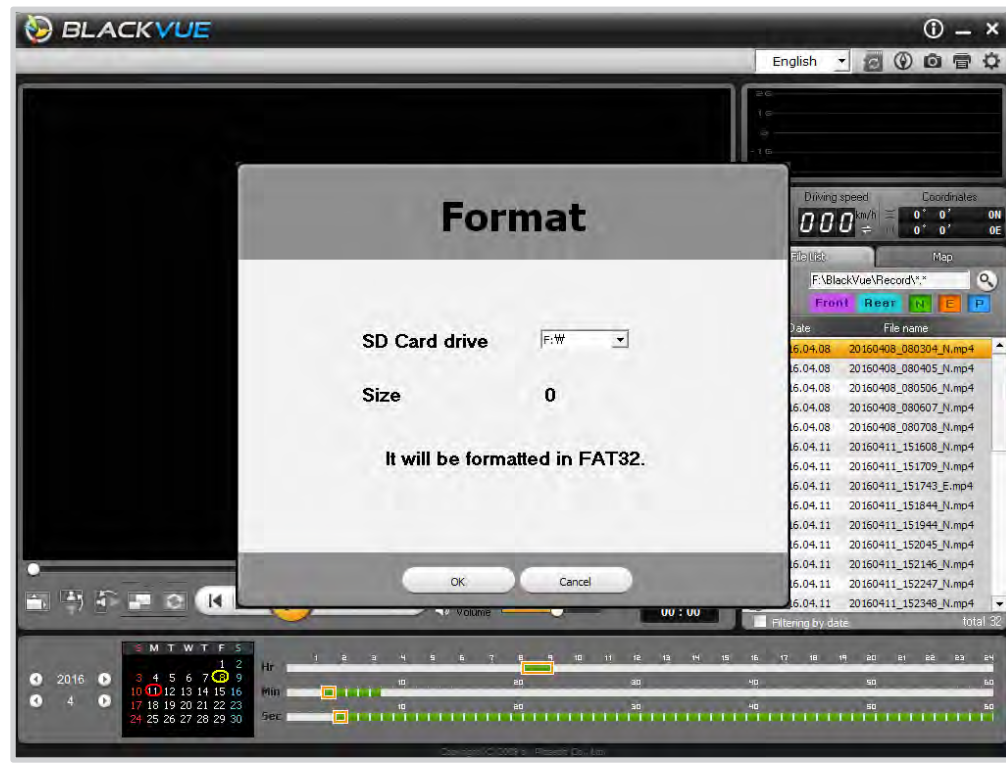 BLACKVUE
English
Format
SD Card drive F:₩
Size 0
It will be formatted in FAT32.
OK Cancel
Driving speed Coordinates
000 km/h 0' 0' 0N
0' 0' 0E
File List Map
F:\BlackVue\Record\*.*
Front Rear N E P
Date File name
16.04.08 20160408_080304_N.mp4
16.04.08 20160408_080405_N.mp4
16.04.08 20160408_080506_N.mp4
16.04.08 20160408_080607_N.mp4
16.04.08 20160408_080708_N.mp4
16.04.11 20160411_151608_N.mp4
16.04.11 20160411_151709_N.mp4
16.04.11 20160411_151743_E.mp4
16.04.11 20160411_151844_N.mp4
16.04.11 20160411_151944_N.mp4
16.04.11 20160411_152045_N.mp4
16.04.11 20160411_152146_N.mp4
16.04.11 20160411_152247_N.mp4
16.04.11 20160411_152348_N.mp4
Filtering by date total 32
Volume 00:00
2016
4
S M T W T F S
1 2
3 4 5 6 7 8 9
10 11 12 13 14 15 16
17 18 19 20 21 22 23
24 25 26 27 28 29 30
Hr 1 2 3 4 5 6 7 8 9 10 11 12 13 14 15 16 17 18 19 20 21 22 23 24
Min 10 20 30 40 50 60
Sec 10 20 30 40 50 60